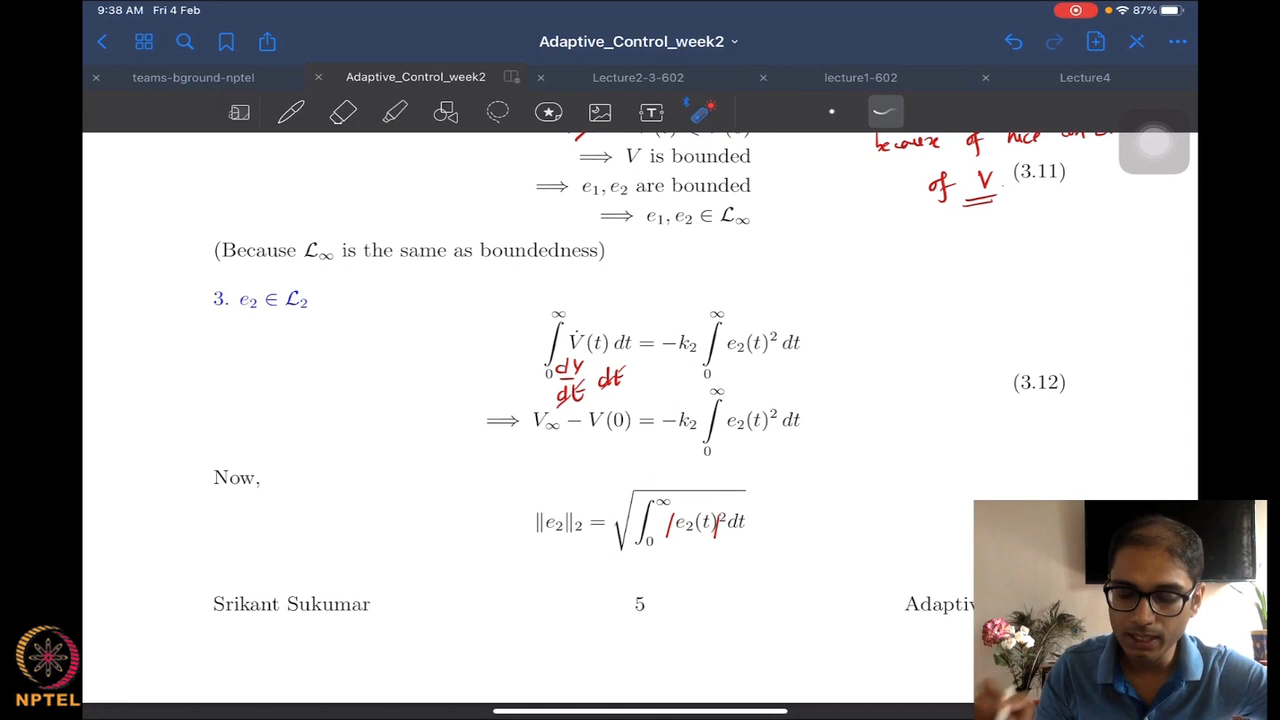 9:38 AM Fri 4 Feb
87%
Adaptive_Control_week2
teams-bground-nptel
Adaptive_Control_week2
Lecture2-3-602
lecture1-602
Lecture4
because of nice
⟹ V is bounded
(3.11)
of V
⟹ e₁, e₂ are bounded
⟹ e₁, e₂ ∈ ℒ∞
(Because ℒ∞ is the same as boundedness)
3. e₂ ∈ ℒ₂
∫₀^∞ V̇(t) dt = −k₂ ∫₀^∞ e₂(t)² dt
dV/dt dt
(3.12)
⟹ V∞ − V(0) = −k₂ ∫₀^∞ e₂(t)² dt
Now,
‖e₂‖₂ = √∫₀^∞ |e₂(t)|² dt
Srikant Sukumar
5
Adaptiv
NPTEL